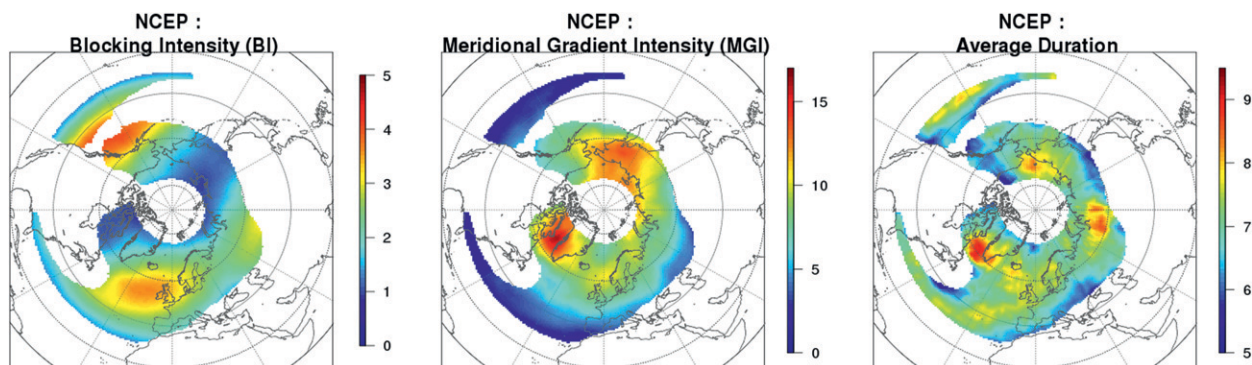 NCEP :
Blocking Intensity (BI)
5
4
3
2
1
0
NCEP :
Meridional Gradient Intensity (MGI)
15
10
5
0
NCEP :
Average Duration
9
8
7
6
5